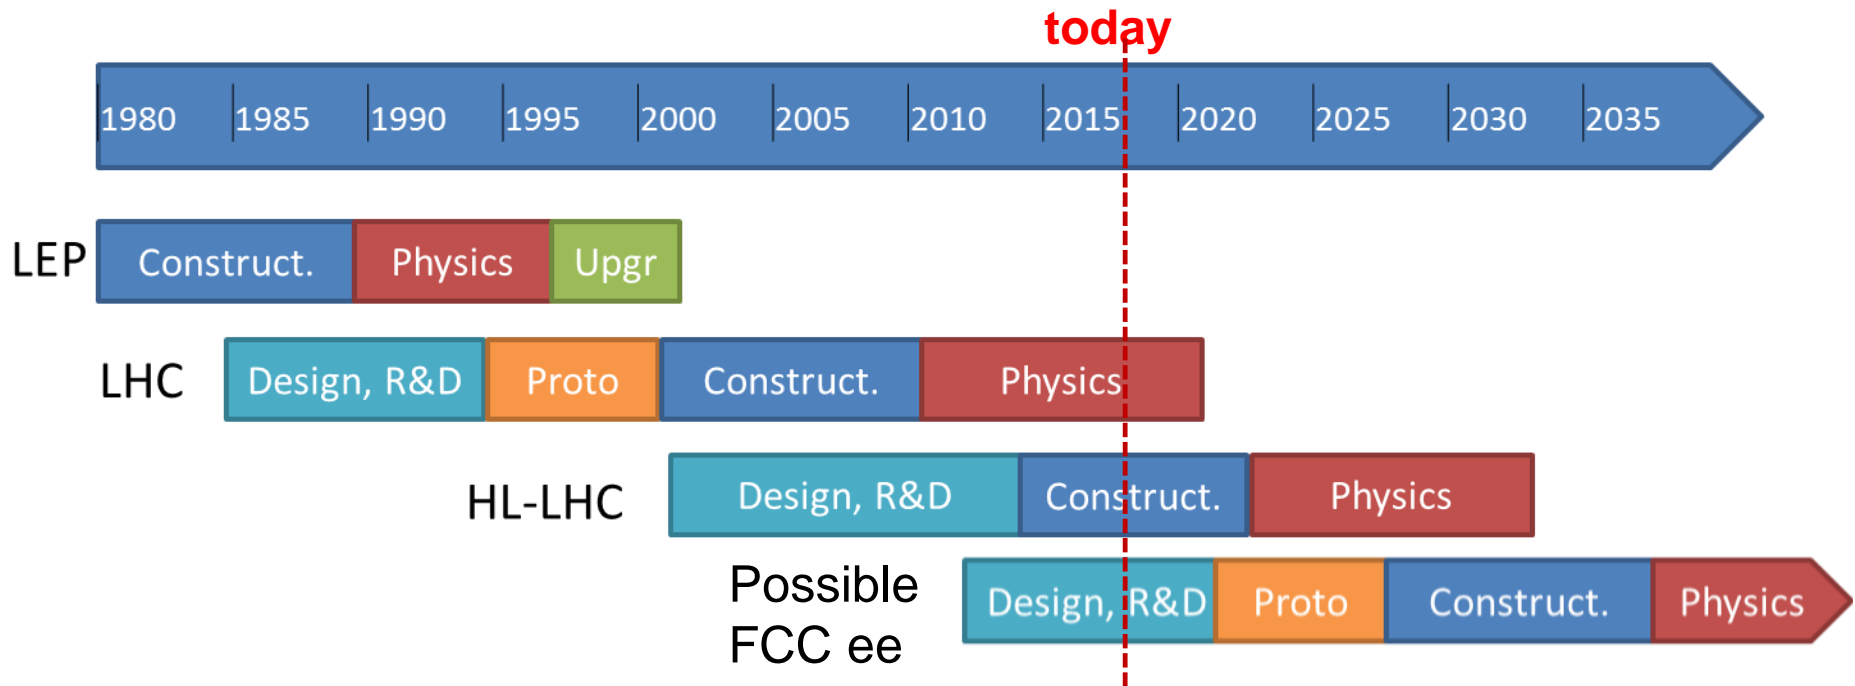 today
1980 1985 1990 1995 2000 2005 2010 2015 2020 2025 2030 2035
LEP Construct. Physics Upgr
LHC Design, R&D Proto Construct. Physics
HL-LHC Design, R&D Construct. Physics
Possible
FCC ee Design, R&D Proto Construct. Physics